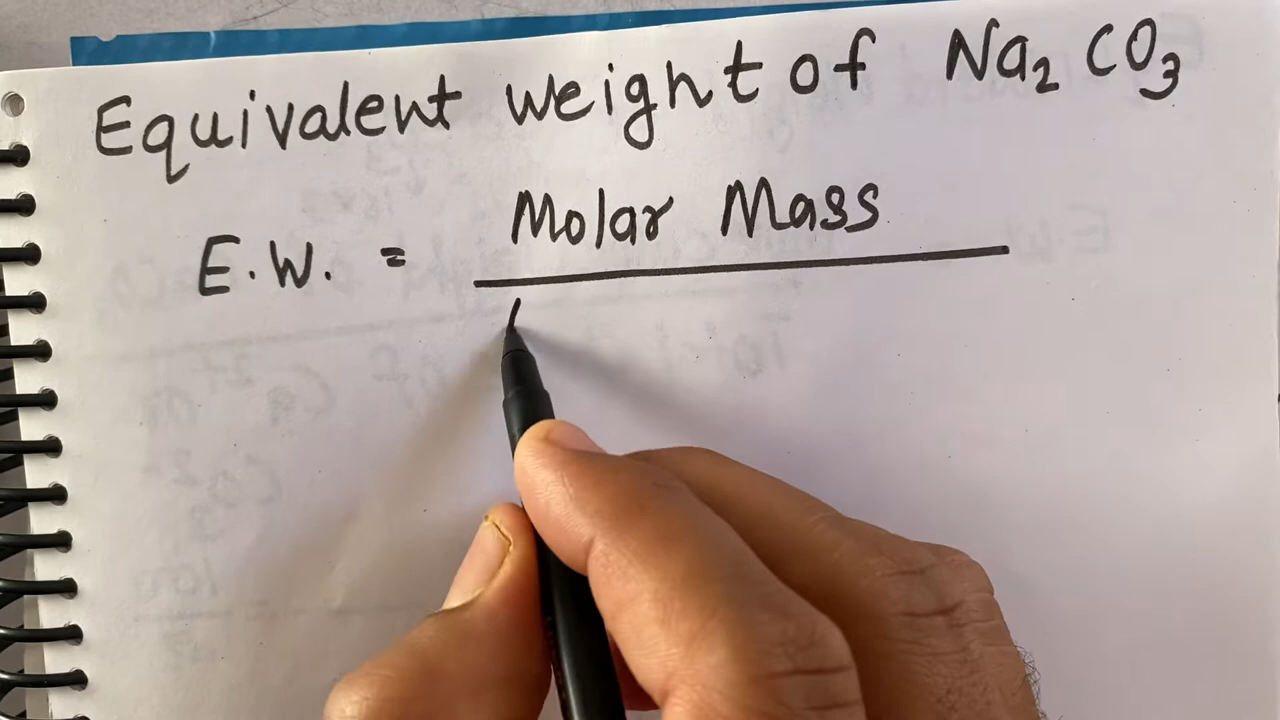 Equivalent weight of Na₂CO₃
Molar Mass
E.W. =